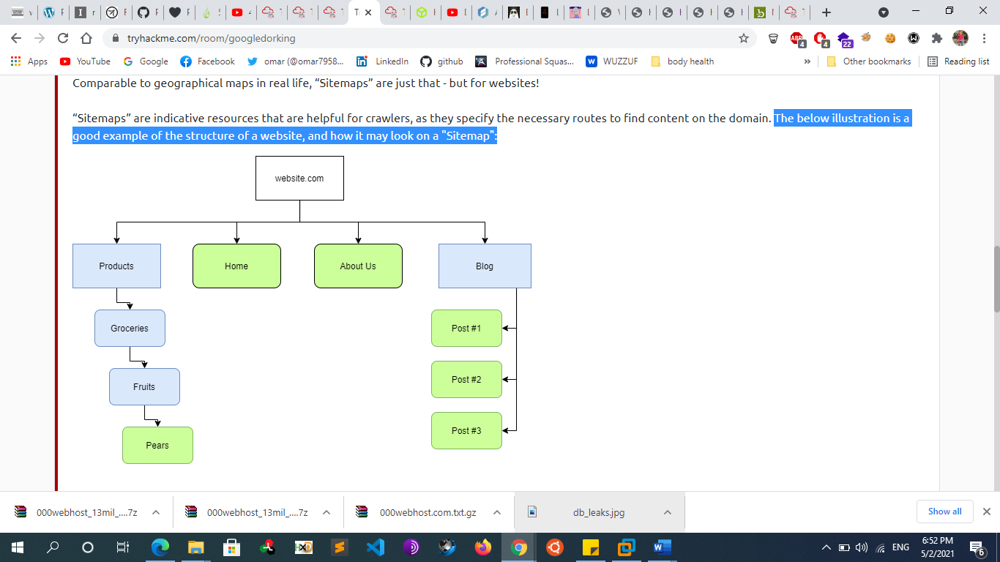 tryhackme.com/room/googledorking
ABP 4 4 22
Apps YouTube Google Facebook omar (@omar7958... LinkedIn github Professional Squas... WUZZUF body health » Other bookmarks Reading list
Comparable to geographical maps in real life, “Sitemaps” are just that - but for websites!
“Sitemaps” are indicative resources that are helpful for crawlers, as they specify the necessary routes to find content on the domain. The below illustration is a
good example of the structure of a website, and how it may look on a "Sitemap":
website.com
Products Home About Us Blog
Groceries Post #1
Fruits Post #2
Post #3
Pears
000webhost_13mil_....7z 000webhost_13mil_....7z 000webhost.com.txt.gz db_leaks.jpg Show all
ENG 6:52 PM
5/2/2021 6